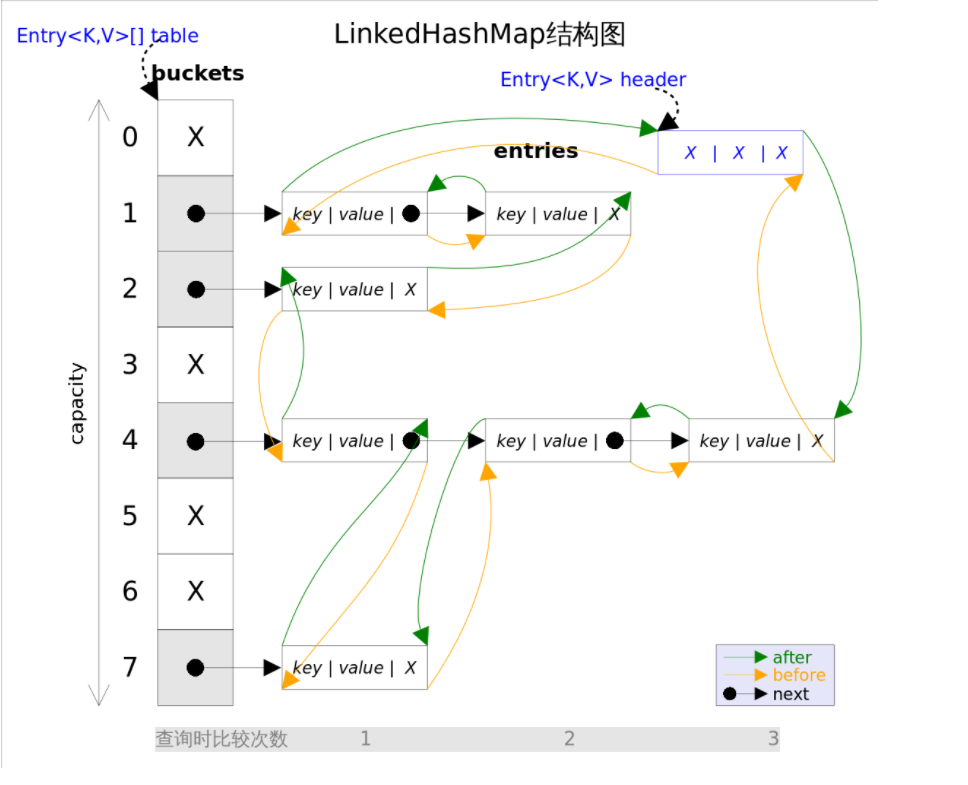 LinkedHashMap结构图
Entry<K,V>[] table
buckets
Entry<K,V> header
entries
0 X X | X | X
1 key | value | key | value | X
2 key | value | X
3 X
capacity
4 key | value | key | value | key | value | X
5 X
6 X
7 key | value | X
after
before
next
查询时比较次数 1 2 3